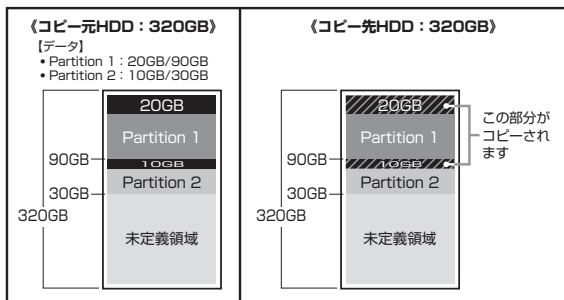 《コピー元HDD：320GB》
【データ】
• Partition 1：20GB/90GB
• Partition 2：10GB/30GB
20GB
Partition 1
90GB
10GB
Partition 2
30GB
320GB
未定義領域
《コピー先HDD：320GB》
20GB
Partition 1
90GB
10GB
Partition 2
30GB
320GB
未定義領域
この部分が
コピーされ
ます